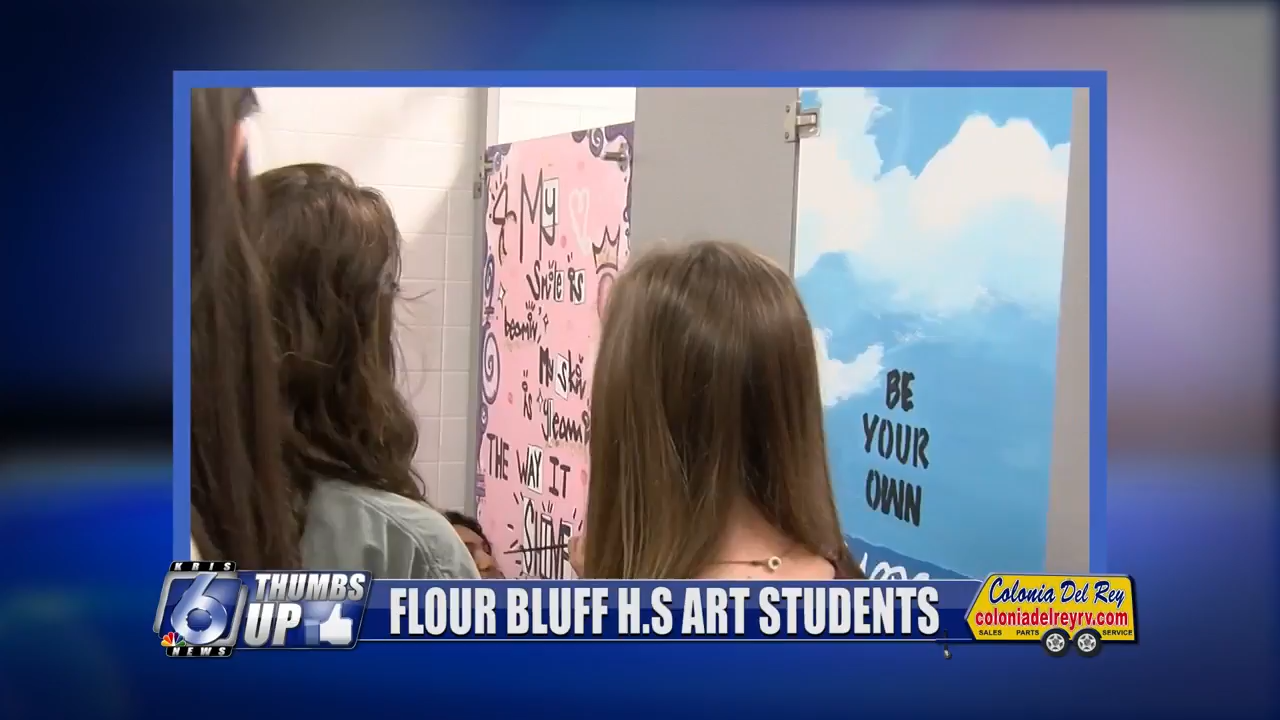 My
Smile is
beamin'
My skin
is gleamin
THE WAY IT
SHINE
BE
YOUR
OWN
KRIS
6
NEWS
THUMBS
UP
FLOUR BLUFF H.S ART STUDENTS
Colonia Del Rey
coloniadelreyrv.com
SALES PARTS SERVICE